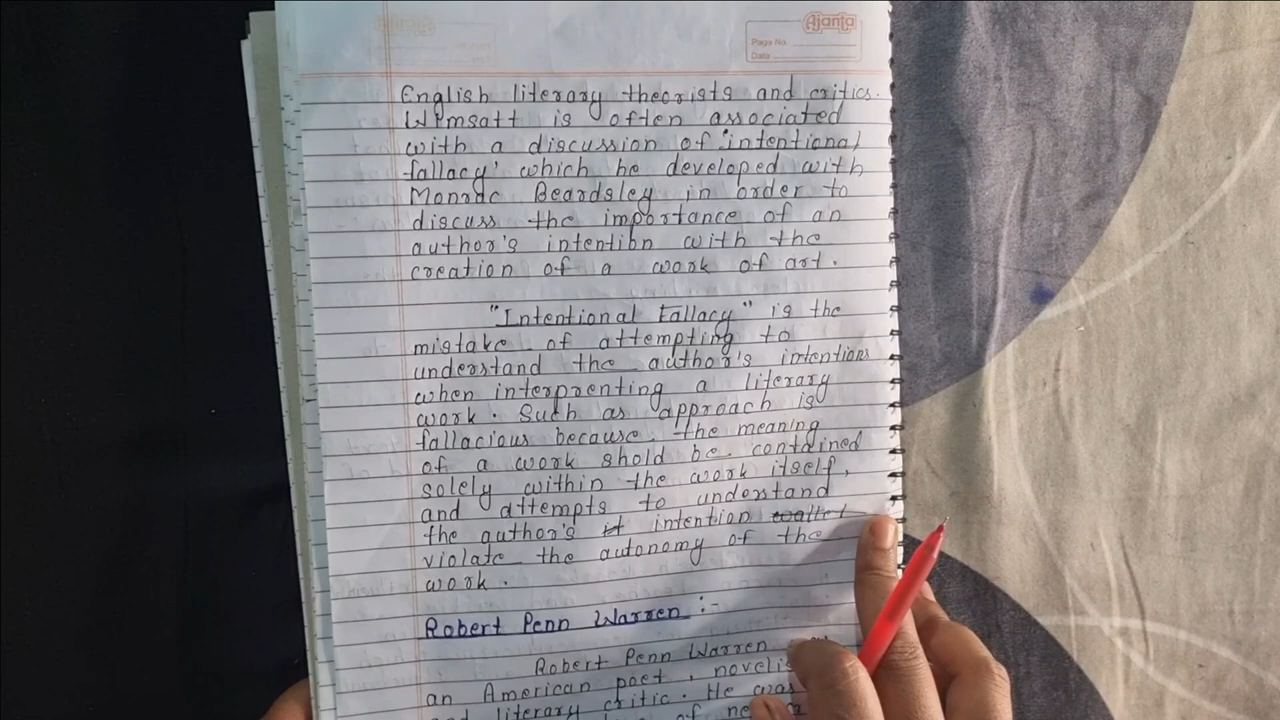 Ajanta
Page No.
Date
English literary theorists and critics.
Wimsatt is often associated
with a discussion of 'intentional
fallacy' which he developed with
Monroe Beardsley in order to
discuss the importance of an
author's intention with the
creation of a work of art.
"Intentional Fallacy" is the
mistake of attempting to
understand the author's intentions
when interprenting a literary
work. Such as approach is
fallacious because the meaning
of a work shold be contained
solely within the work itself,
and attempts to understand
the author's intention
violate the autonomy of the
work.
Robert Penn Warren :-
Robert Penn Warren
an American poet, novelis
and literary critic. He was
of new